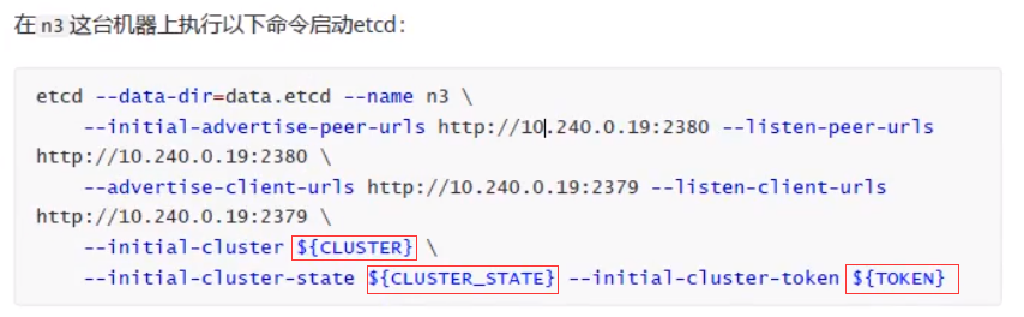 在 n3 这台机器上执行以下命令启动etcd：
etcd --data-dir=data.etcd --name n3 \
--initial-advertise-peer-urls http://10.240.0.19:2380 --listen-peer-urls
http://10.240.0.19:2380 \
--advertise-client-urls http://10.240.0.19:2379 --listen-client-urls
http://10.240.0.19:2379 \
--initial-cluster ${CLUSTER} \
--initial-cluster-state ${CLUSTER_STATE} --initial-cluster-token ${TOKEN}